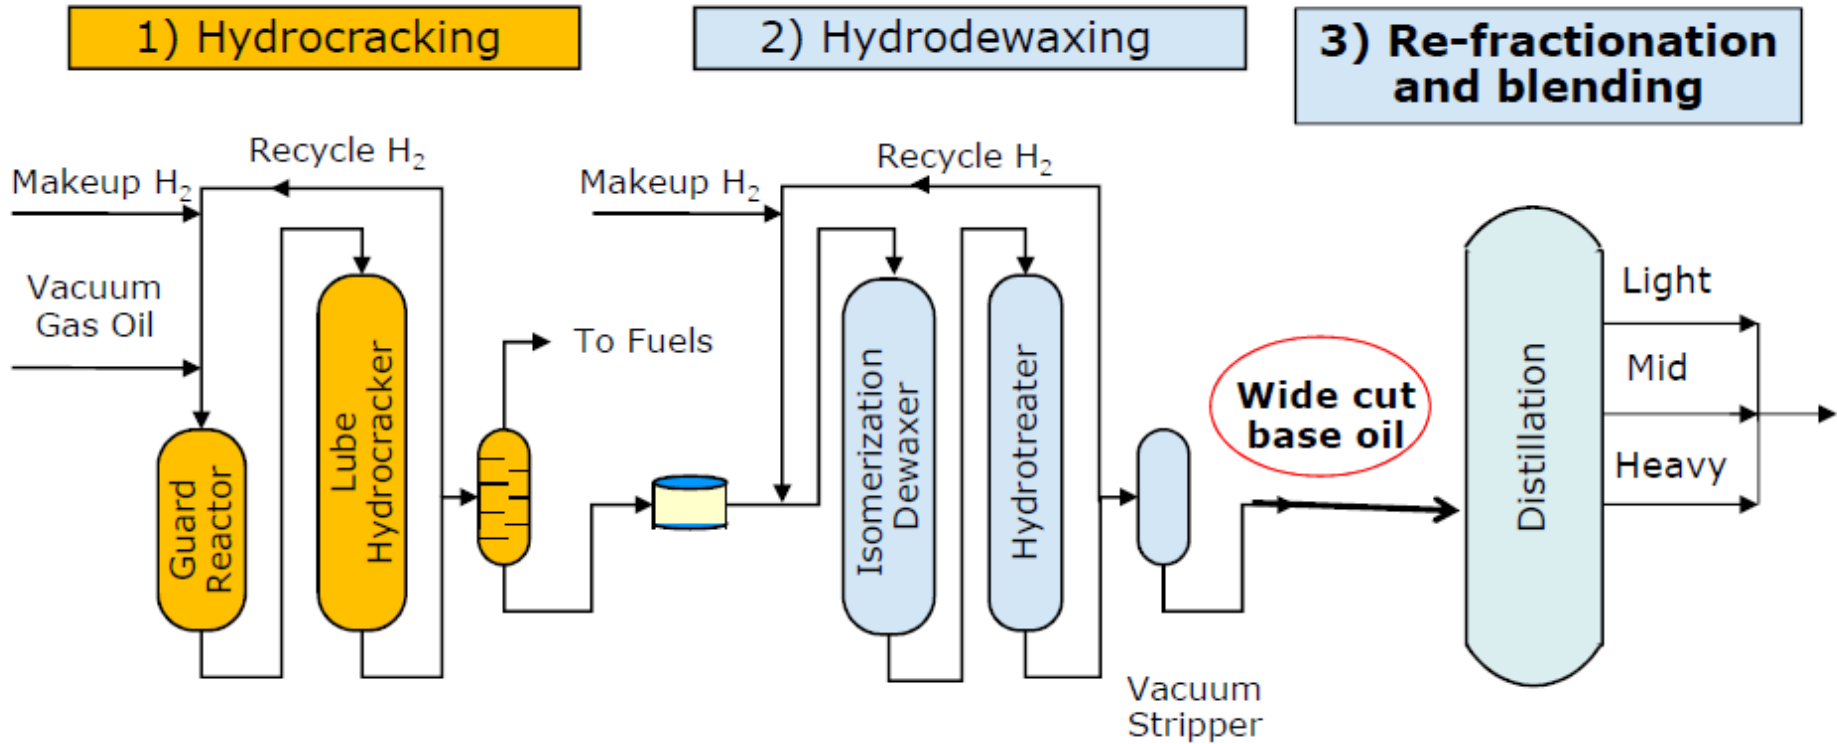 1) Hydrocracking
2) Hydrodewaxing
3) Re-fractionation
and blending
Recycle H₂
Makeup H₂
Vacuum
Gas Oil
Guard
Reactor
Lube
Hydrocracker
To Fuels
Recycle H₂
Makeup H₂
Isomerization
Dewaxer
Hydrotreater
Vacuum
Stripper
Wide cut
base oil
Distillation
Light
Mid
Heavy